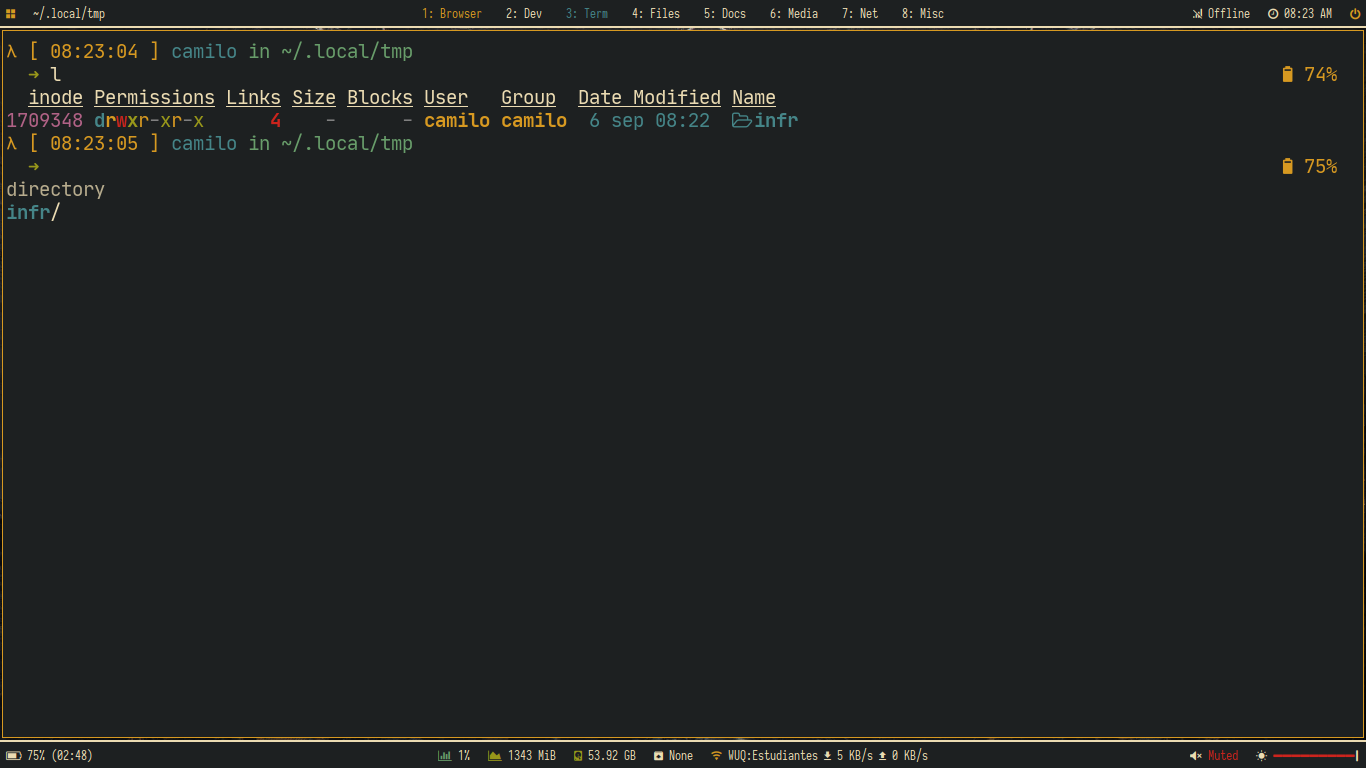 ~/.local/tmp 1: Browser 2: Dev 3: Term 4: Files 5: Docs 6: Media 7: Net 8: Misc Offline 08:23 AM
λ [ 08:23:04 ] camilo in ~/.local/tmp
→ l 74%
inode Permissions Links Size Blocks User Group Date Modified Name
1709348 drwxr-xr-x 4 - - camilo camilo 6 sep 08:22 infr
λ [ 08:23:05 ] camilo in ~/.local/tmp
→ 75%
directory
infr/
75% (02:48) 1% 1343 MiB 53.92 GB None WUQ:Estudiantes 5 KB/s 0 KB/s Muted